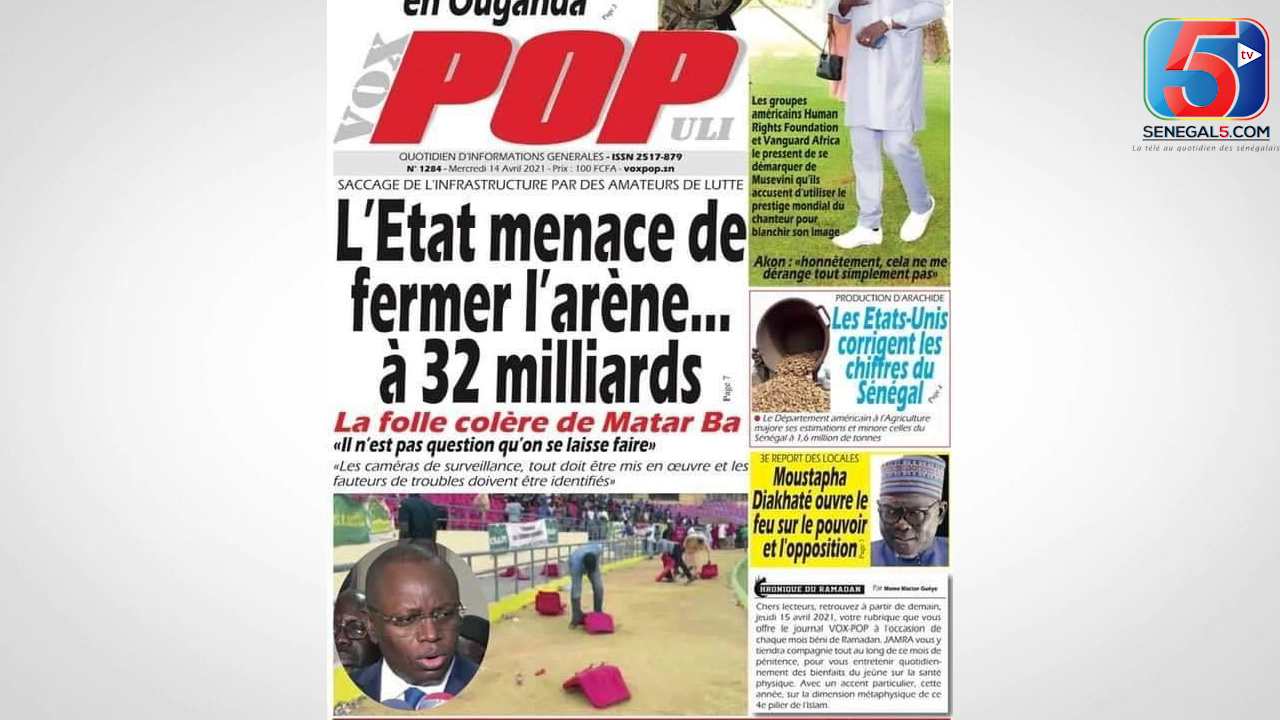 en Ouganda
Page 3
VOX
POP
ULI
QUOTIDIEN D'INFORMATIONS GENERALES - ISSN 2517-879
N° 1284 - Mercredi 14 Avril 2021 - Prix : 100 FCFA - voxpop.sn
SACCAGE DE L'INFRASTRUCTURE PAR DES AMATEURS DE LUTTE
L'Etat menace de
fermer l'arène...
à 32 milliards
Page 7
La folle colère de Matar Ba
«Il n'est pas question qu'on se laisse faire»
«Les caméras de surveillance, tout doit être mis en œuvre et les
fauteurs de troubles doivent être identifiés»
Les groupes
américains Human
Rights Foundation
et Vanguard Africa
le pressent de se
démarquer de
Musevini qu'ils
accusent d'utiliser le
prestige mondial du
chanteur pour
blanchir son image
Akon : «honnêtement, cela ne me
dérange tout simplement pas»
PRODUCTION D'ARACHIDE
Les Etats-Unis
corrigent les
chiffres du
Sénégal
Page 4
● Le Département américain à l'Agriculture
majore ses estimations et minore celles du
Sénégal à 1,6 million de tonnes
3E REPORT DES LOCALES
Moustapha
Diakhaté ouvre le
feu sur le pouvoir
et l'opposition
CHRONIQUE DU RAMADAN Par Mame Mactar Guèye
Chers lecteurs, retrouvez à partir de demain,
jeudi 15 avril 2021, votre rubrique que vous
offre le journal VOX-POP à l'occasion de
chaque mois béni de Ramadan. JAMRA vous y
tiendra compagnie tout au long de ce mois de
pénitence, pour vous entretenir quotidien-
nement des bienfaits du jeûne sur la santé
physique. Avec un accent particulier, cette
année, sur la dimension métaphysique de ce
4e pilier de l'Islam.
5 tv
SENEGAL5.COM
La télé au quotidien des sénégalais